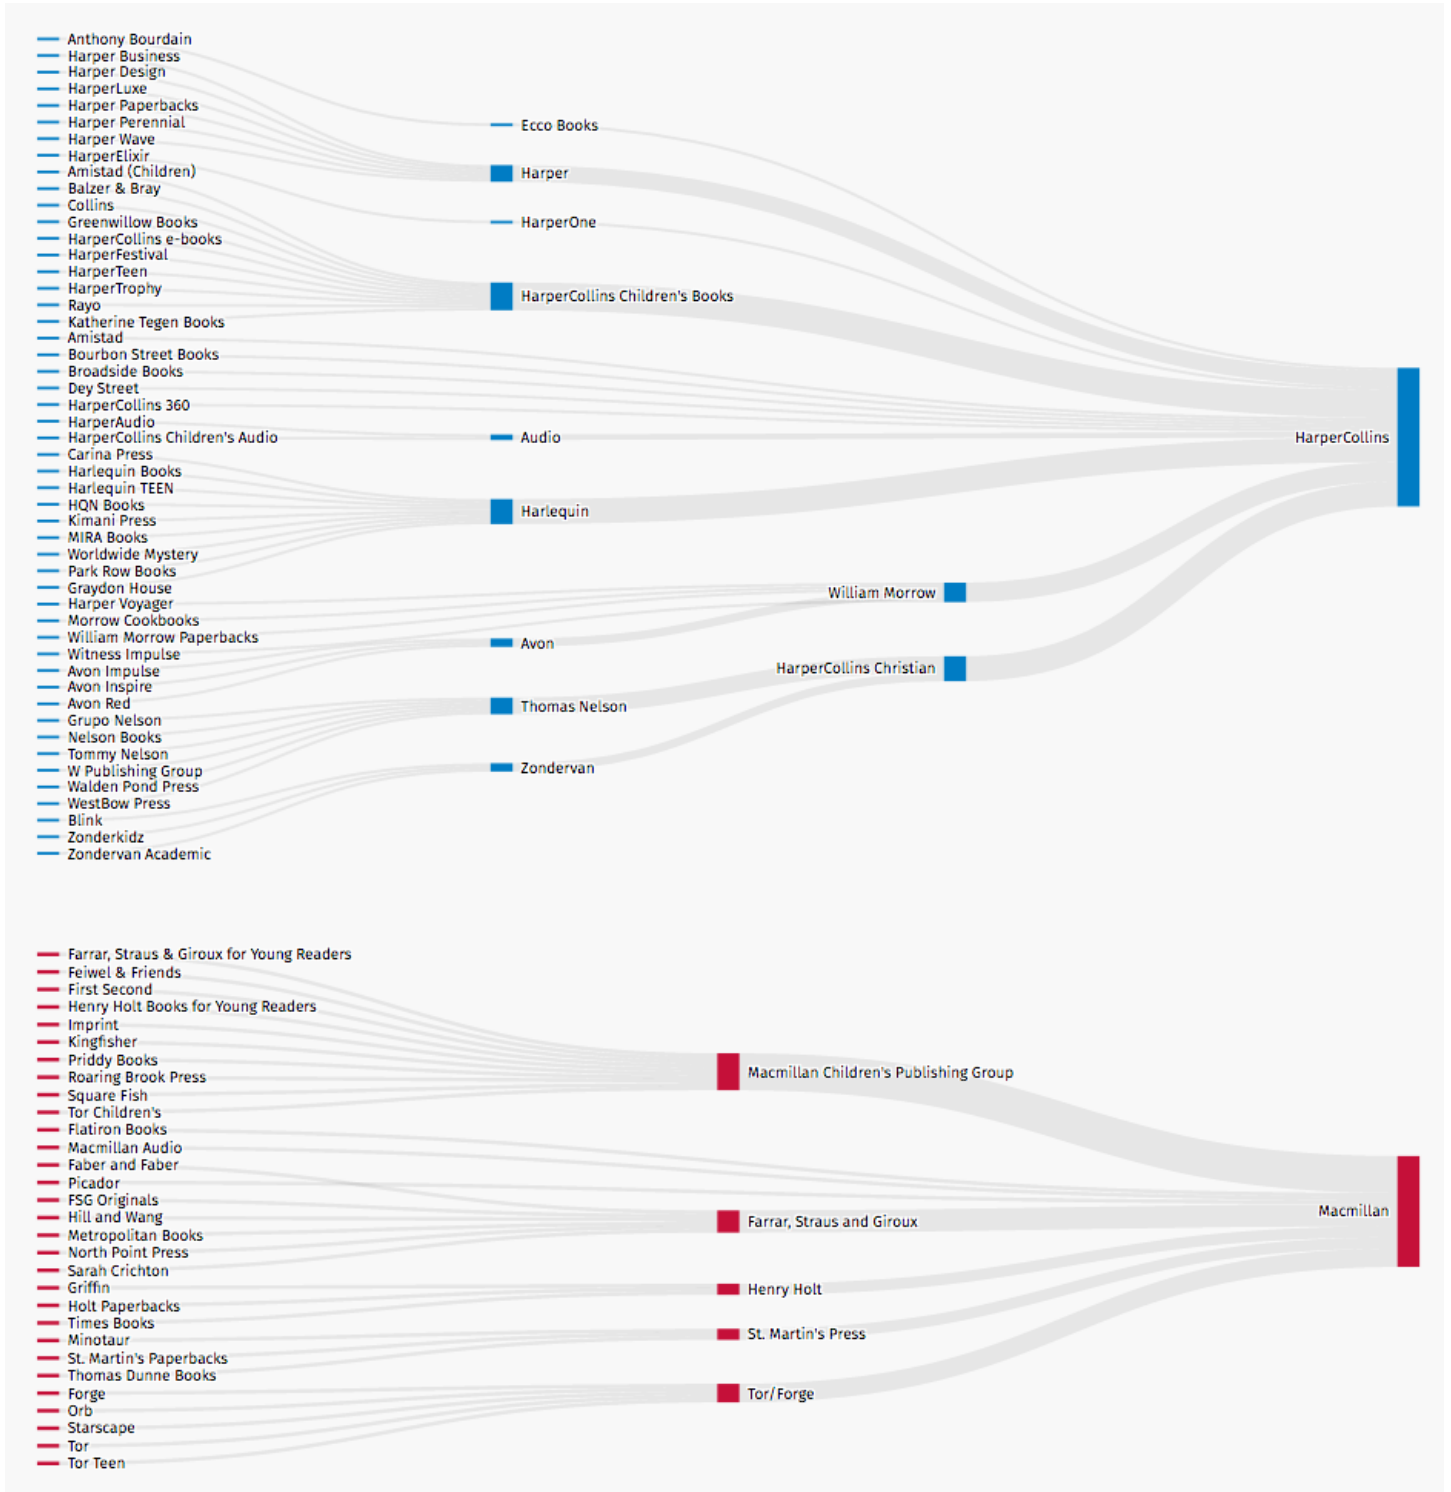 Anthony Bourdain
Harper Business
Harper Design
HarperLuxe
Harper Paperbacks
Harper Perennial
Harper Wave
HarperElixir
Amistad (Children)
Balzer & Bray
Collins
Greenwillow Books
HarperCollins e-books
HarperFestival
HarperTeen
HarperTrophy
Rayo
Katherine Tegen Books
Amistad
Bourbon Street Books
Broadside Books
Dey Street
HarperCollins 360
HarperAudio
HarperCollins Children's Audio
Carina Press
Harlequin Books
Harlequin TEEN
HQN Books
Kimani Press
MIRA Books
Worldwide Mystery
Park Row Books
Graydon House
Harper Voyager
Morrow Cookbooks
William Morrow Paperbacks
Witness Impulse
Avon Impulse
Avon Inspire
Avon Red
Grupo Nelson
Nelson Books
Tommy Nelson
W Publishing Group
Walden Pond Press
WestBow Press
Blink
Zonderkidz
Zondervan Academic
Ecco Books
Harper
HarperOne
HarperCollins Children's Books
Audio
Harlequin
Avon
Thomas Nelson
Zondervan
William Morrow
HarperCollins Christian
HarperCollins
Farrar, Straus & Giroux for Young Readers
Feiwel & Friends
First Second
Henry Holt Books for Young Readers
Imprint
Kingfisher
Priddy Books
Roaring Brook Press
Square Fish
Tor Children's
Flatiron Books
Macmillan Audio
Faber and Faber
Picador
FSG Originals
Hill and Wang
Metropolitan Books
North Point Press
Sarah Crichton
Griffin
Holt Paperbacks
Times Books
Minotaur
St. Martin's Paperbacks
Thomas Dunne Books
Forge
Orb
Starscape
Tor
Tor Teen
Macmillan Children's Publishing Group
Farrar, Straus and Giroux
Henry Holt
St. Martin's Press
Tor/Forge
Macmillan